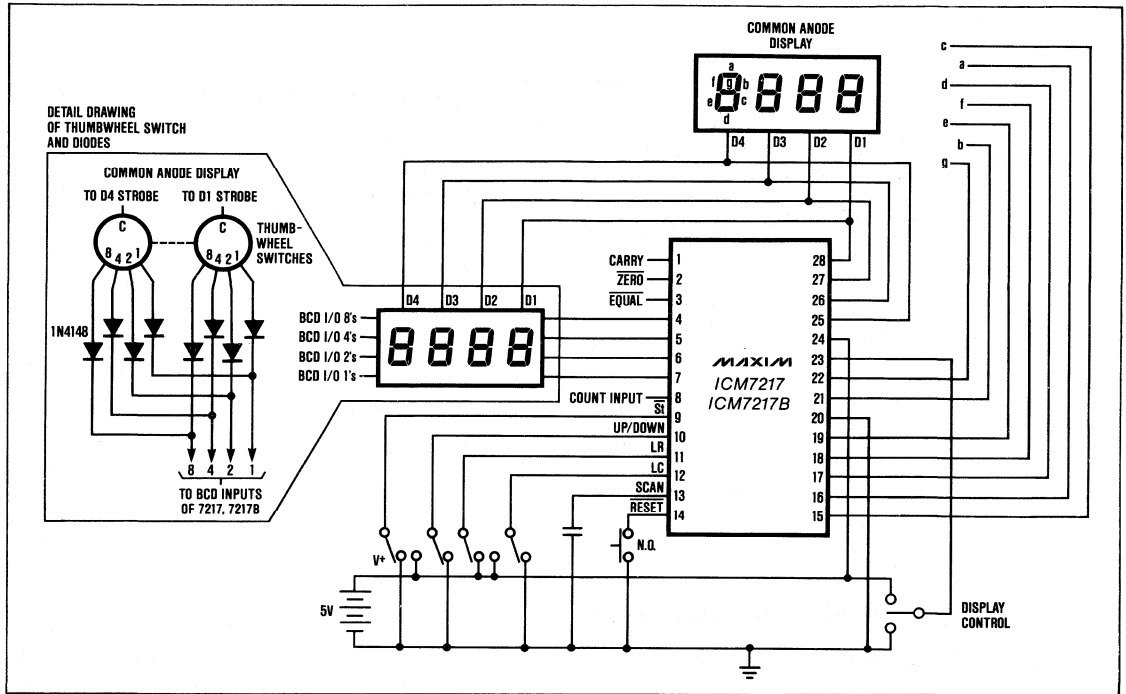 COMMON ANODE
DISPLAY
a
f g b
e c
d
D4 D3 D2 D1
c
a
d
f
e
b
g
DETAIL DRAWING
OF THUMBWHEEL SWITCH
AND DIODES
COMMON ANODE DISPLAY
TO D4 STROBE TO D1 STROBE
C C
8 4 2 1 8 4 2 1
THUMB-
WHEEL
SWITCHES
1N4148
8 4 2 1
TO BCD INPUTS
OF 7217, 7217B
D4 D3 D2 D1
BCD I/O 8's
BCD I/O 4's
BCD I/O 2's
BCD I/O 1's
8888
8888
CARRY 1
ZERO 2
EQUAL 3
4
5
6
7
COUNT INPUT 8
St 9
UP/DOWN 10
LR 11
LC 12
SCAN 13
RESET 14
MAXIM
ICM7217
ICM7217B
28
27
26
25
24
23
22
21
20
19
18
17
16
15
V+
N.O.
5V
DISPLAY
CONTROL